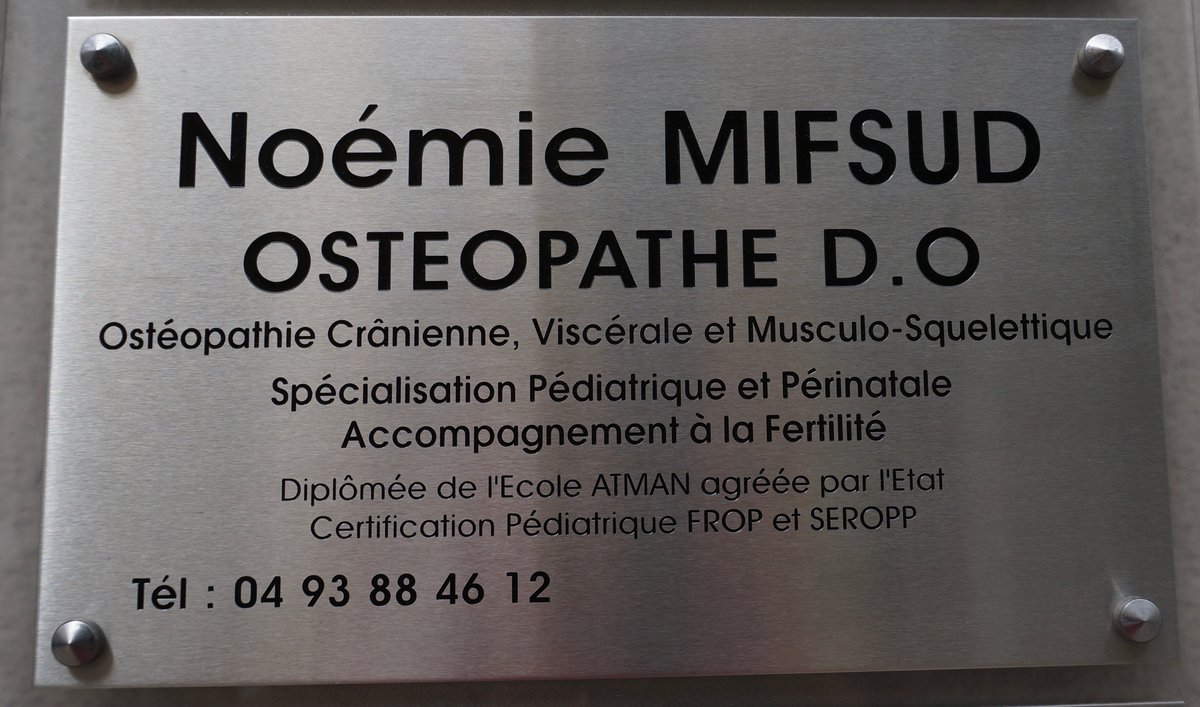 Noémie MIFSUD
OSTEOPATHE D.O
Ostéopathie Crânienne, Viscérale et Musculo-Squelettique
Spécialisation Pédiatrique et Périnatale
Accompagnement à la Fertilité
Diplômée de l'Ecole ATMAN agréée par l'Etat
Certification Pédiatrique FROP et SEROPP
Tél : 04 93 88 46 12